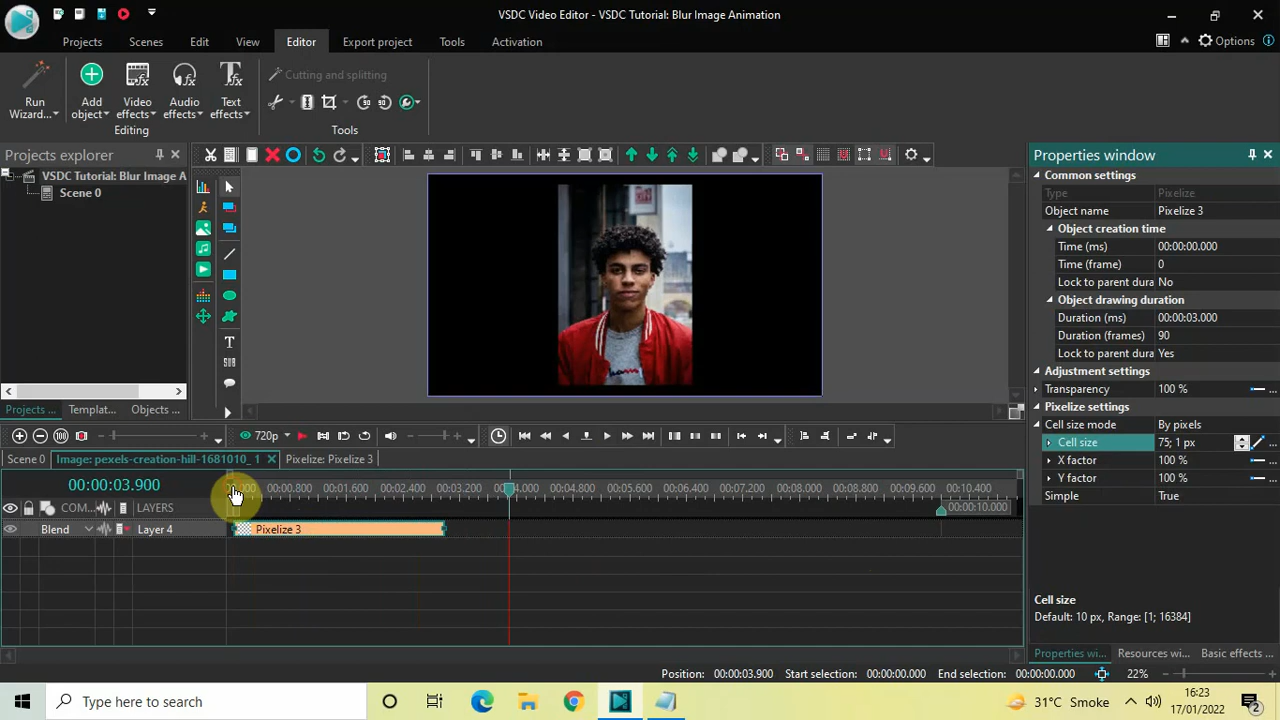 VSDC Video Editor - VSDC Tutorial: Blur Image Animation
Projects Scenes Edit View Editor Export project Tools Activation Options
Run Wizard... Add object Video effects Audio effects Text effects
Cutting and splitting
Editing Tools
Projects explorer
VSDC Tutorial: Blur Image A
Scene 0
Projects ... Templat... Objects ...
720p
Scene 0 Image: pexels-creation-hill-1681010_1 Pixelize: Pixelize 3
00:00:03.900
00:00.800 00:01.600 00:02.400 00:03.200 00:04.000 00:04.800 00:05.600 00:06.400 00:07.200 00:08.000 00:08.800 00:09.600 00:10.400
COM... LAYERS
00:00:10.000
Blend Layer 4 Pixelize 3
Properties window
Common settings
Type Pixelize
Object name Pixelize 3
Object creation time
Time (ms) 00:00:00.000
Time (frame) 0
Lock to parent dura No
Object drawing duration
Duration (ms) 00:00:03.000
Duration (frames) 90
Lock to parent dura Yes
Adjustment settings
Transparency 100 %
Pixelize settings
Cell size mode By pixels
Cell size 75; 1 px
X factor 100 %
Y factor 100 %
Simple True
Cell size
Default: 10 px, Range: [1; 16384]
Properties wi... Resources wi... Basic effects ...
Position: 00:00:03.900 Start selection: 00:00:00.000 End selection: 00:00:00.000 22%
Type here to search
31°C Smoke
16:23
17/01/2022
2